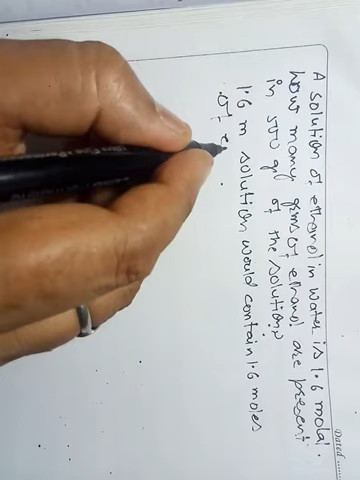 Dated ........
A solution of ethanol in water is 1.6 molal.
how many gms of ethanol are present
in 500 g of the solution?
1.6 m solution would contain 1.6 moles
of e